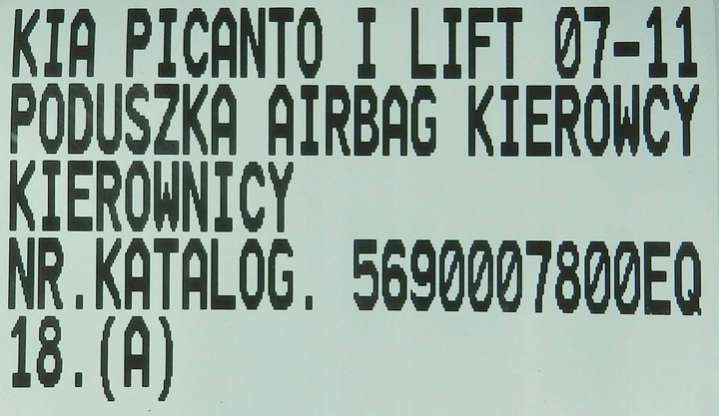 KIA PICANTO I LIFT 07-11
PODUSZKA AIRBAG KIEROWCY
KIEROWNICY
NR.KATALOG. 5690007800EQ
18.(A)